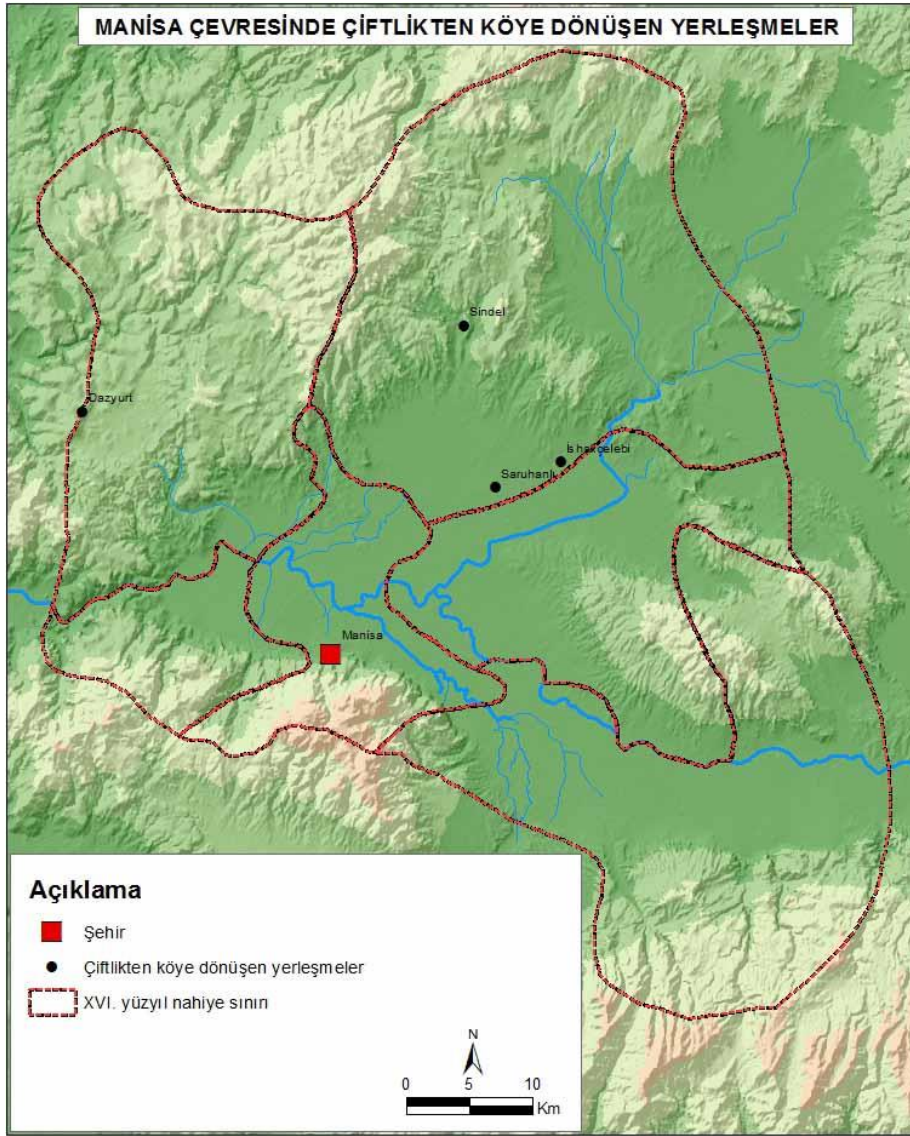 MANİSA ÇEVRESİNDE ÇİFTLİKTEN KÖYE DÖNÜŞEN YERLEŞMELER
Sindel
Dazyurt
İshakçelebi
Saruhanlı
Manisa
Açıklama
Şehir
Çiftlikten köye dönüşen yerleşmeler
XVI. yüzyıl nahiye sınırı
N
0 5 10
Km